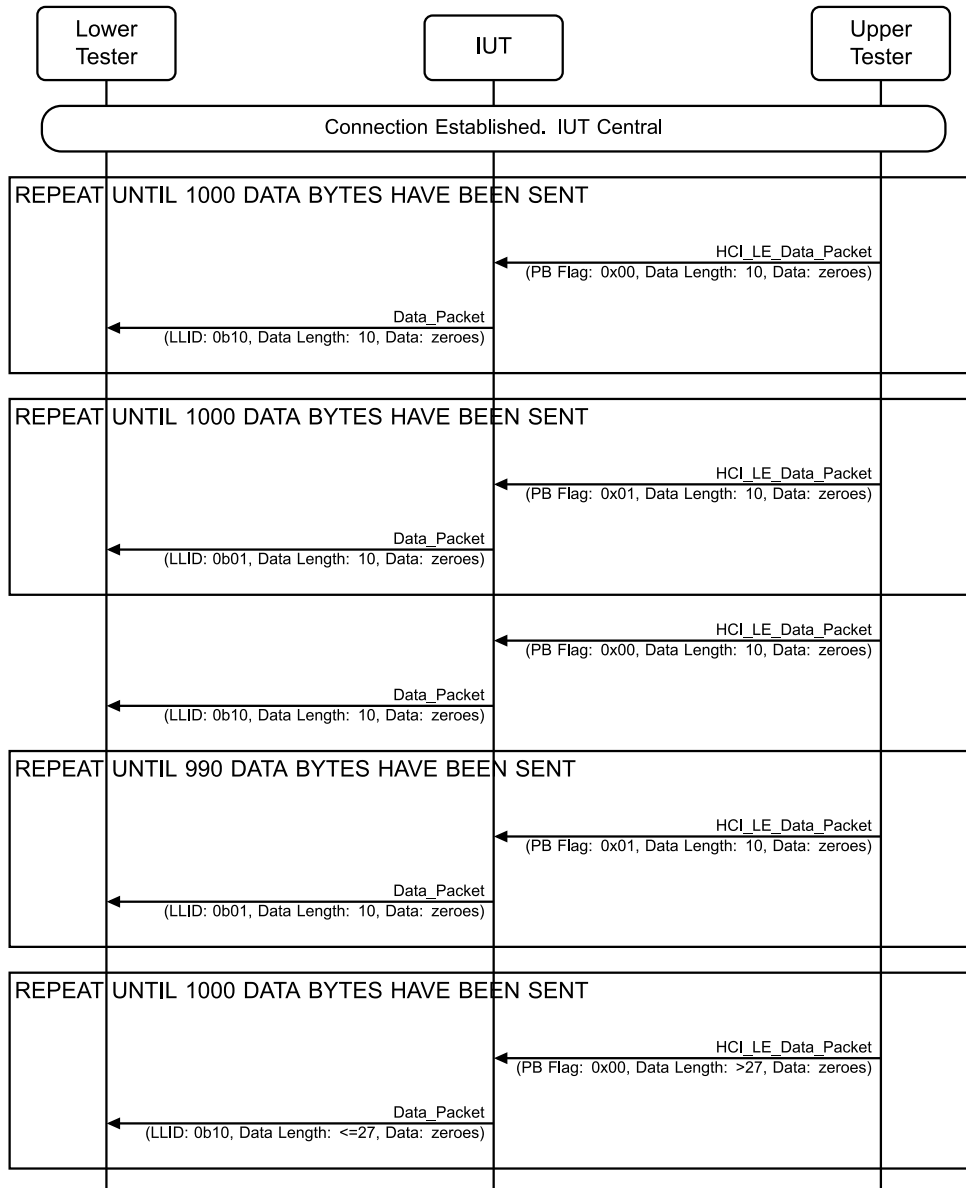 Lower
Tester
IUT
Upper
Tester
Connection Established. IUT Central
REPEAT UNTIL 1000 DATA BYTES HAVE BEEN SENT
HCI_LE_Data_Packet
(PB Flag: 0x00, Data Length: 10, Data: zeroes)
Data_Packet
(LLID: 0b10, Data Length: 10, Data: zeroes)
REPEAT UNTIL 1000 DATA BYTES HAVE BEEN SENT
HCI_LE_Data_Packet
(PB Flag: 0x01, Data Length: 10, Data: zeroes)
Data_Packet
(LLID: 0b01, Data Length: 10, Data: zeroes)
HCI_LE_Data_Packet
(PB Flag: 0x00, Data Length: 10, Data: zeroes)
Data_Packet
(LLID: 0b10, Data Length: 10, Data: zeroes)
REPEAT UNTIL 990 DATA BYTES HAVE BEEN SENT
HCI_LE_Data_Packet
(PB Flag: 0x01, Data Length: 10, Data: zeroes)
Data_Packet
(LLID: 0b01, Data Length: 10, Data: zeroes)
REPEAT UNTIL 1000 DATA BYTES HAVE BEEN SENT
HCI_LE_Data_Packet
(PB Flag: 0x00, Data Length: >27, Data: zeroes)
Data_Packet
(LLID: 0b10, Data Length: <=27, Data: zeroes)